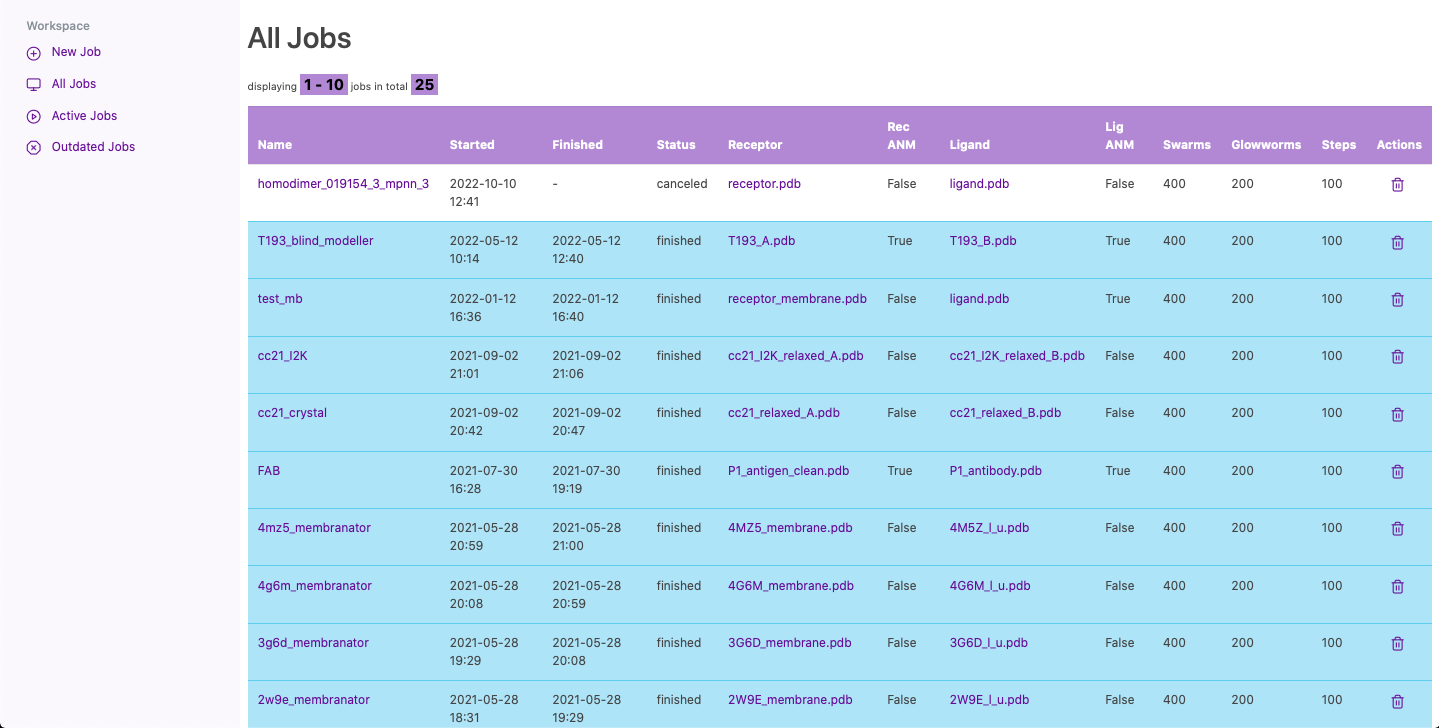 Workspace
New Job
All Jobs
Active Jobs
Outdated Jobs
All Jobs
displaying 1 - 10 jobs in total 25
Name Started Finished Status Receptor Rec ANM Ligand Lig ANM Swarms Glowworms Steps Actions
homodimer_019154_3_mpnn_3 2022-10-10 - canceled receptor.pdb False ligand.pdb False 400 200 100
12:41
T193_blind_modeller 2022-05-12 2022-05-12 finished T193_A.pdb True T193_B.pdb True 400 200 100
10:14 12:40
test_mb 2022-01-12 2022-01-12 finished receptor_membrane.pdb False ligand.pdb True 400 200 100
16:36 16:40
cc21_I2K 2021-09-02 2021-09-02 finished cc21_I2K_relaxed_A.pdb False cc21_I2K_relaxed_B.pdb False 400 200 100
21:01 21:06
cc21_crystal 2021-09-02 2021-09-02 finished cc21_relaxed_A.pdb False cc21_relaxed_B.pdb False 400 200 100
20:42 20:47
FAB 2021-07-30 2021-07-30 finished P1_antigen_clean.pdb True P1_antibody.pdb True 400 200 100
16:28 19:19
4mz5_membranator 2021-05-28 2021-05-28 finished 4MZ5_membrane.pdb False 4M5Z_l_u.pdb False 400 200 100
20:59 21:00
4g6m_membranator 2021-05-28 2021-05-28 finished 4G6M_membrane.pdb False 4G6M_l_u.pdb False 400 200 100
20:08 20:59
3g6d_membranator 2021-05-28 2021-05-28 finished 3G6D_membrane.pdb False 3G6D_l_u.pdb False 400 200 100
19:29 20:08
2w9e_membranator 2021-05-28 2021-05-28 finished 2W9E_membrane.pdb False 2W9E_l_u.pdb False 400 200 100
18:31 19:29